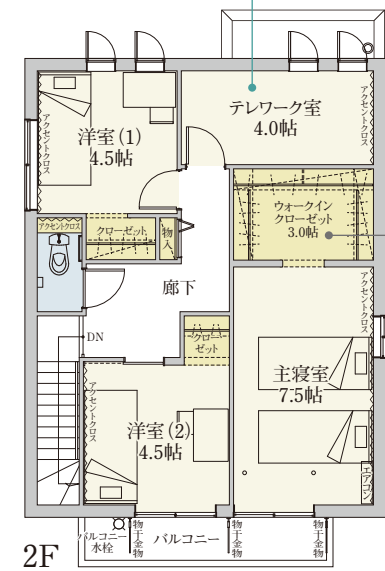 テレワーク室
4.0帖
アクセントクロス
洋室(1)
4.5帖
アクセントクロス
アクセントクロス
クローゼット
物入
ウォークイン
クローゼット
3.0帖
廊下
DN
クロー
ゼット
アクセントクロス
主寝室
7.5帖
アクセントクロス
洋室(2)
4.5帖
エアコン
バルコニー
水栓
物干金物
バルコニー
物干金物
物干金物
2F